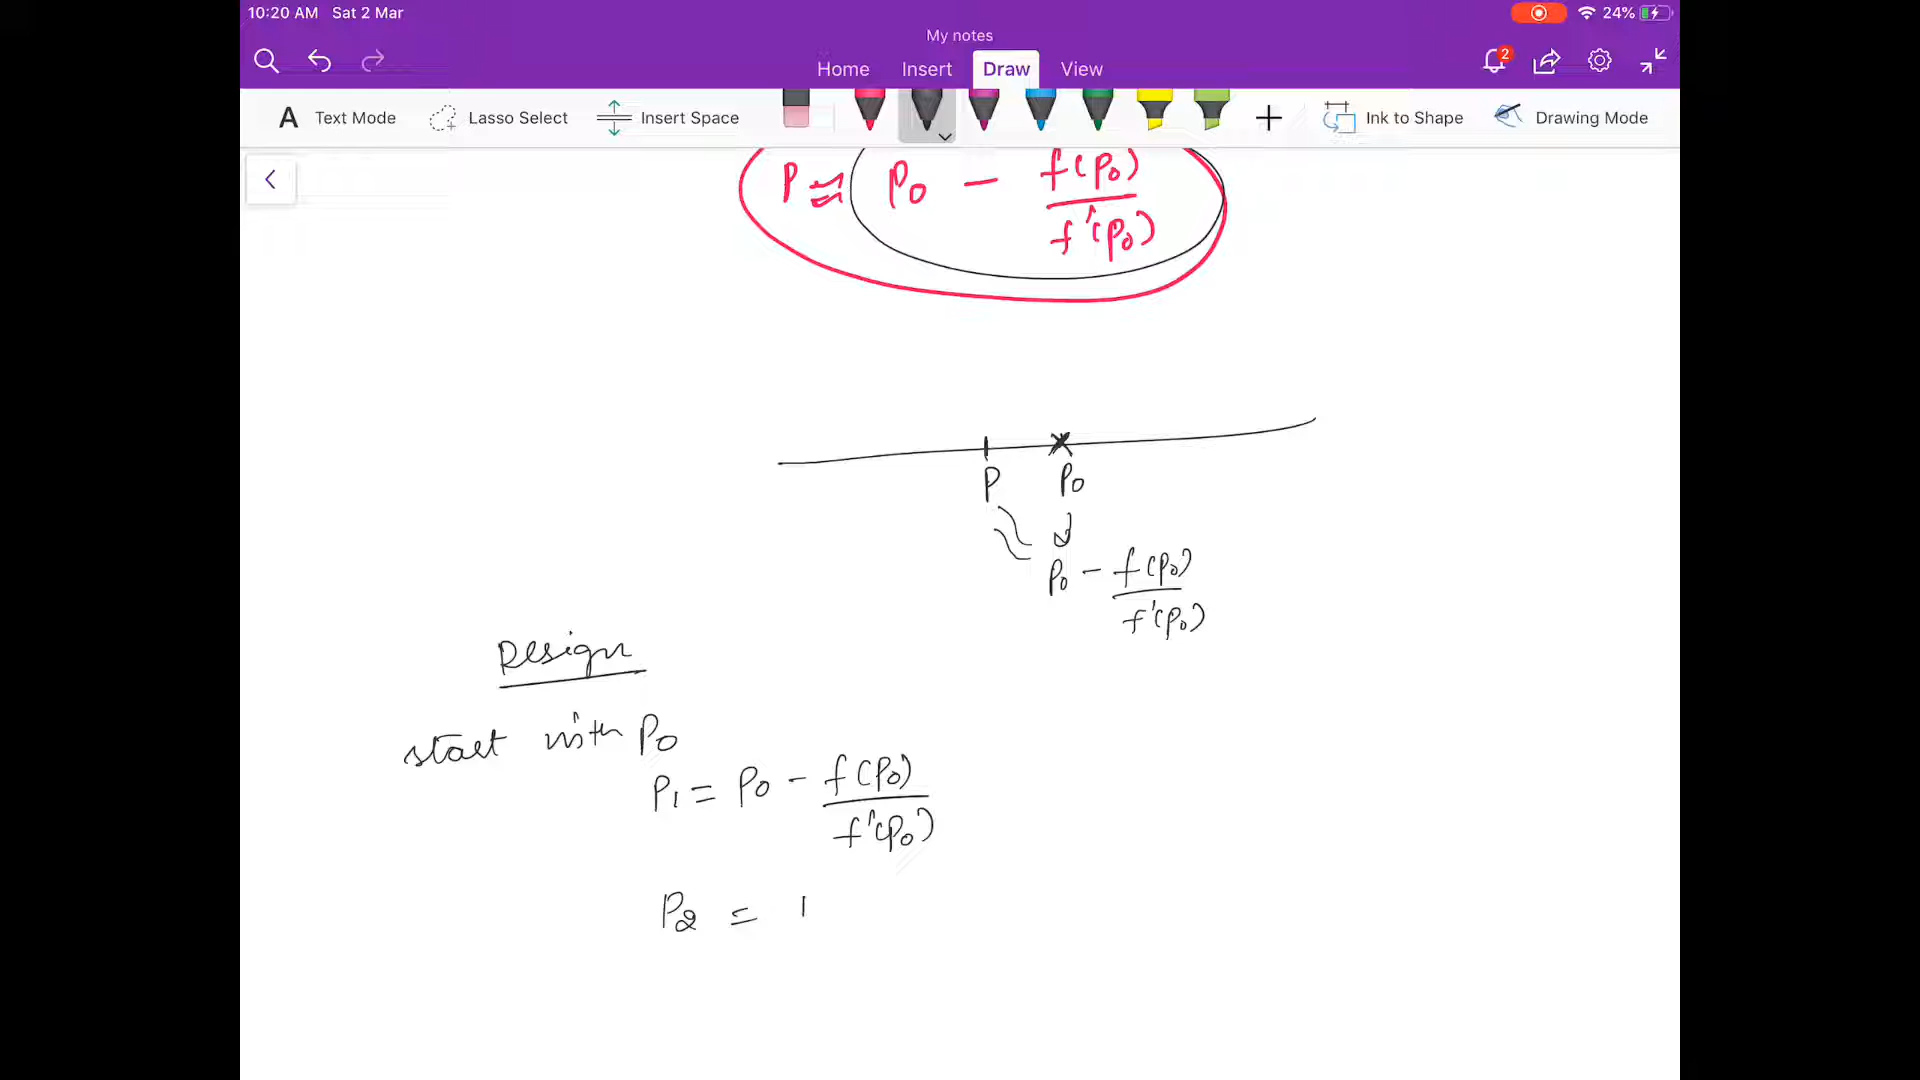 10:20 AM Sat 2 Mar
24%
My notes
2
Home Insert Draw View
A Text Mode Lasso Select Insert Space Ink to Shape Drawing Mode
P ≈ P₀ - f(P₀) / f'(P₀)
P P₀
P₀ - f(P₀) / f'(P₀)
Design
start with P₀
P₁ = P₀ - f(P₀) / f'(P₀)
P₂ =